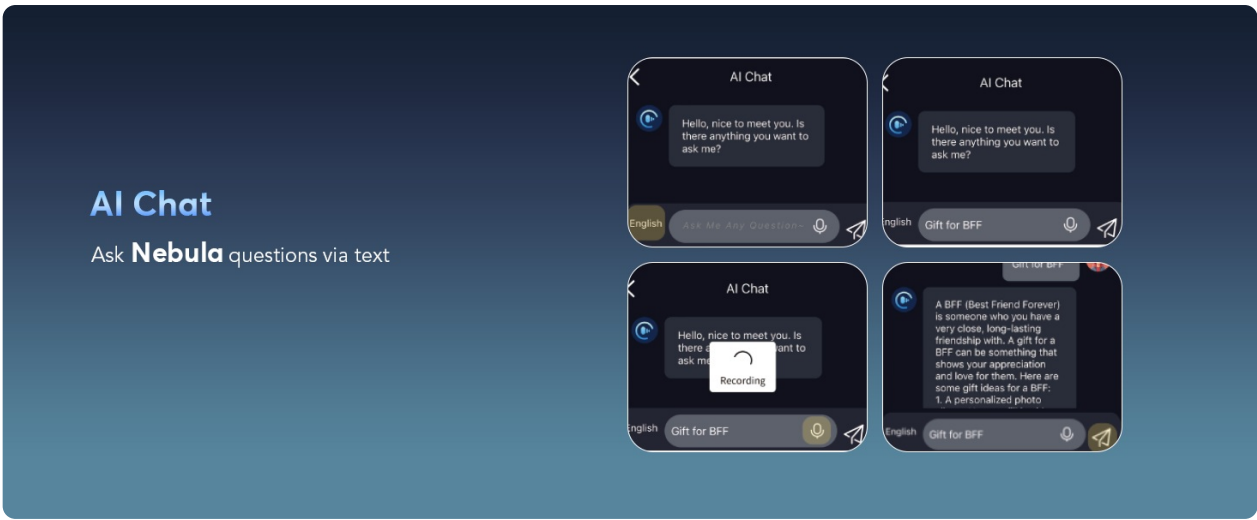 AI Chat
Ask Nebula questions via text
AI Chat
Hello, nice to meet you. Is
there anything you want to
ask me?
English
Ask Me Any Question~
AI Chat
Hello, nice to meet you. Is
there anything you want to
ask me?
nglish
Gift for BFF
AI Chat
Hello, nice to meet you. Is
there a
ant to
ask me
Recording
nglish
Gift for BFF
Gift for BFF
A BFF (Best Friend Forever)
is someone who you have a
very close, long-lasting
friendship with. A gift for a
BFF can be something that
shows your appreciation
and love for them. Here are
some gift ideas for a BFF:
1. A personalized photo
English
Gift for BFF